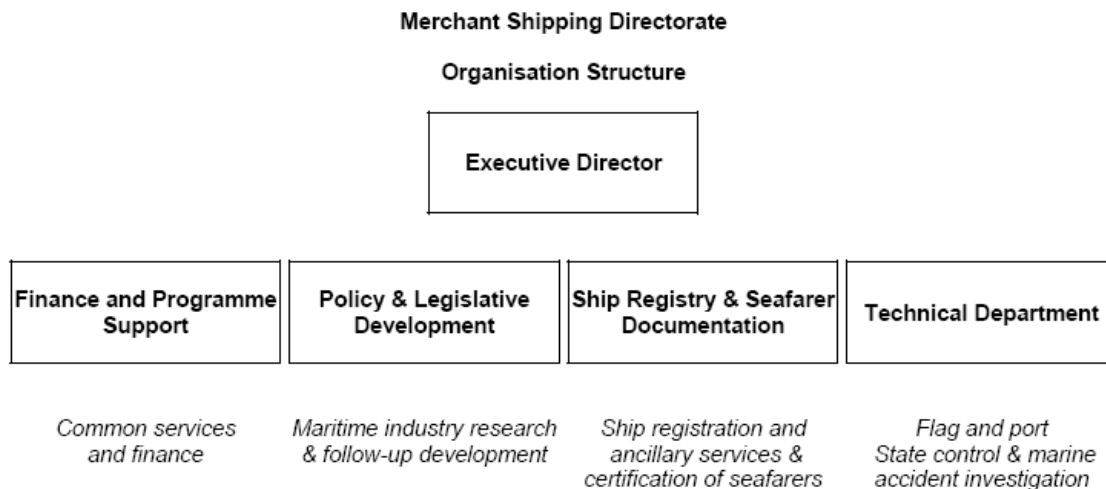 Merchant Shipping Directorate
Organisation Structure
Executive Director
Finance and Programme
Support
Policy & Legislative
Development
Ship Registry & Seafarer
Documentation
Technical Department
Common services
and finance
Maritime industry research
& follow-up development
Ship registration and
ancillary services &
certification of seafarers
Flag and port
State control & marine
accident investigation